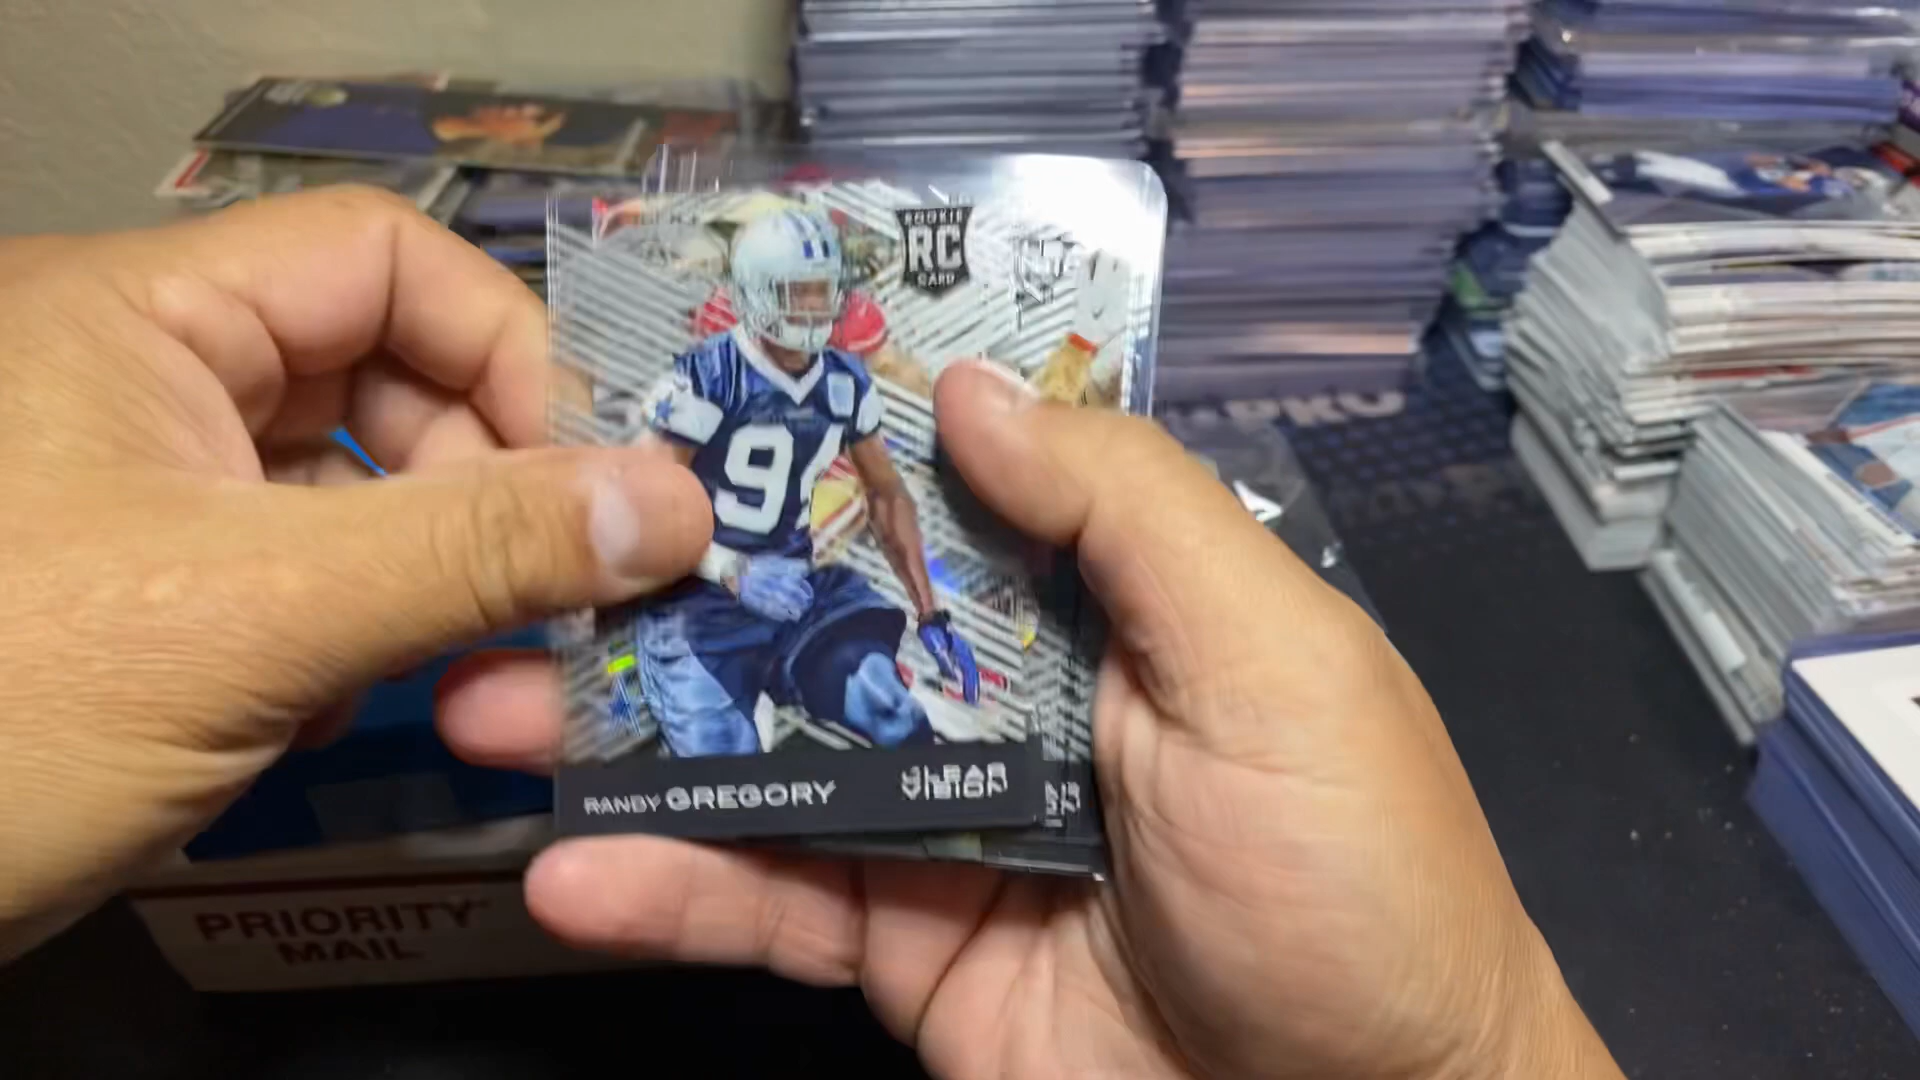 ROOKIE
RC
CARD
94
RANDY GREGORY
CLEAR
VISION
PRIORITY
MAIL